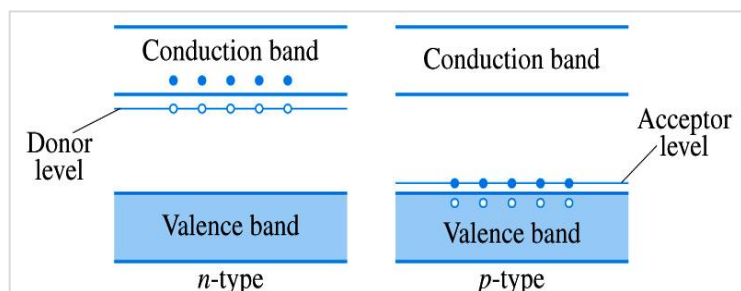 Conduction band
Conduction band
Donor
level
Acceptor
level
Valence band
Valence band
n-type
p-type